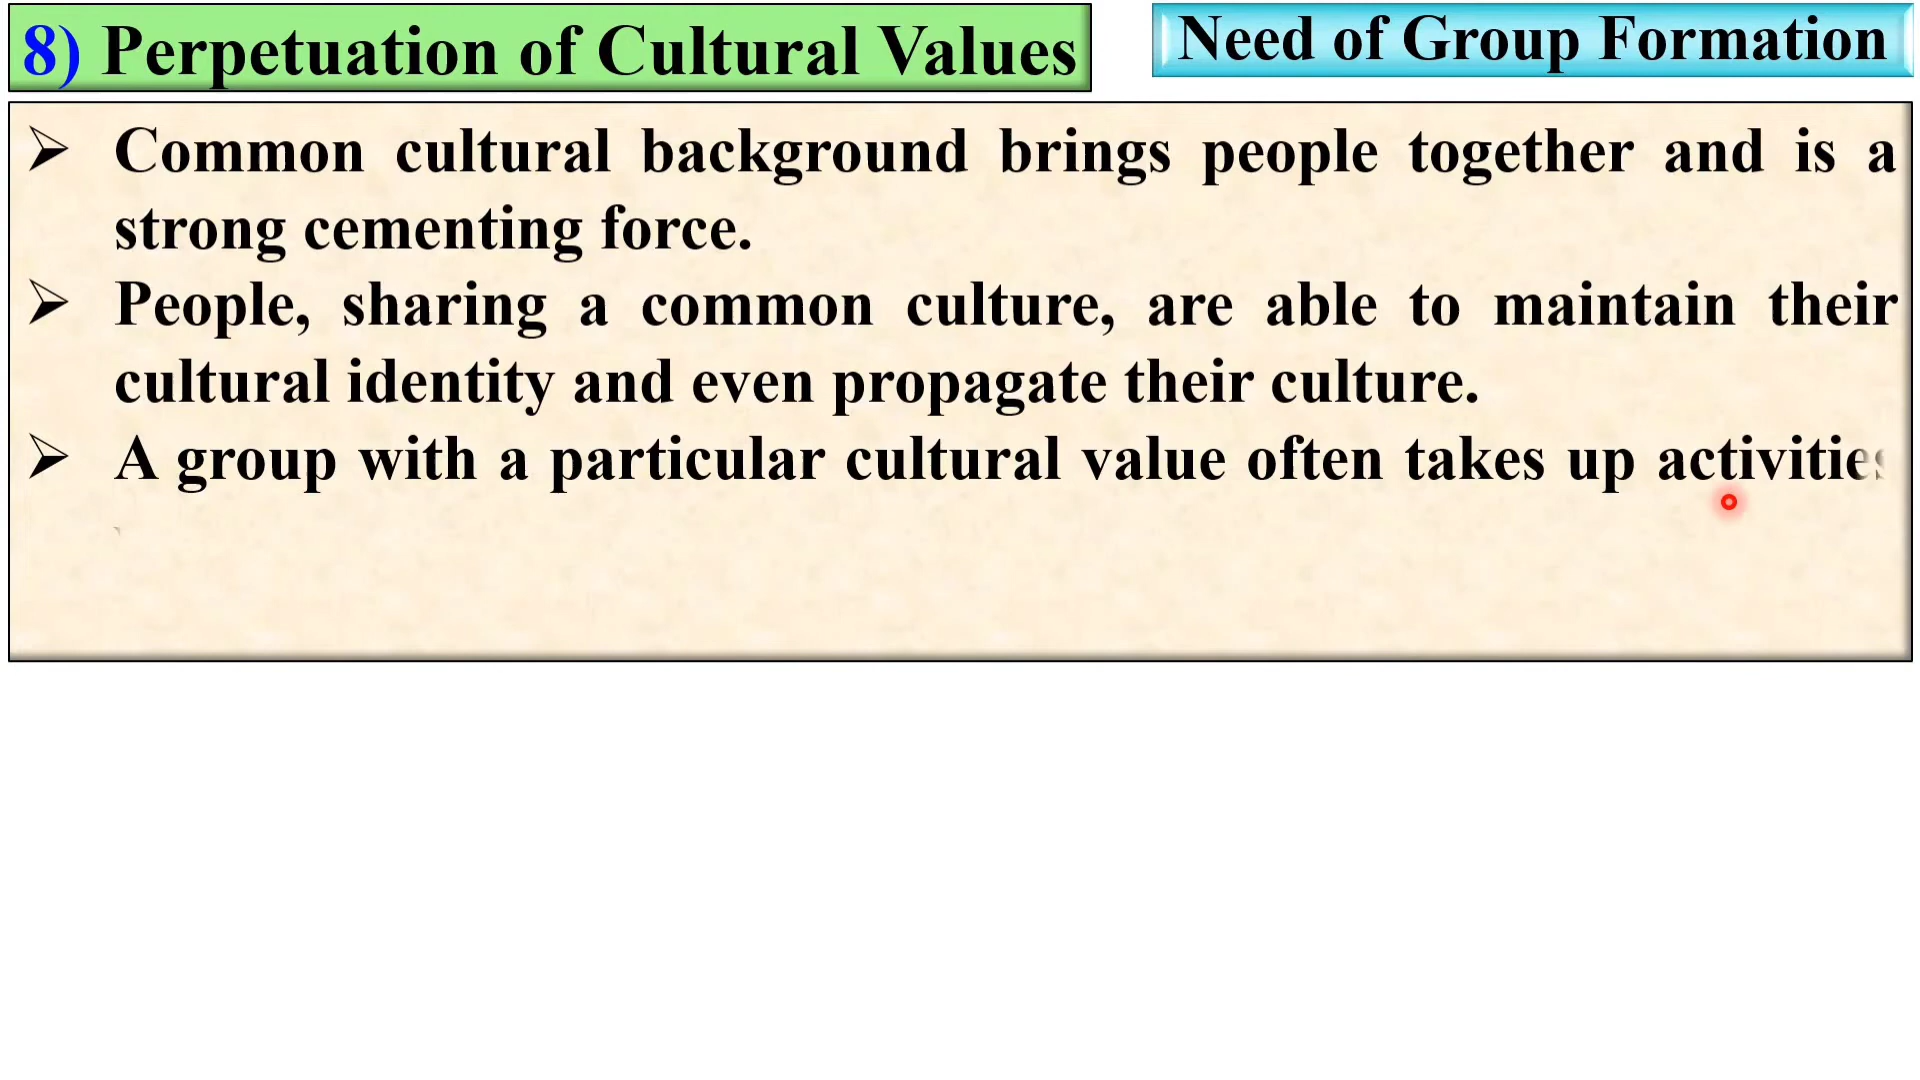 8) Perpetuation of Cultural Values
Need of Group Formation
➢ Common cultural background brings people together and is a
strong cementing force.
➢ People, sharing a common culture, are able to maintain their
cultural identity and even propagate their culture.
➢ A group with a particular cultural value often takes up activities